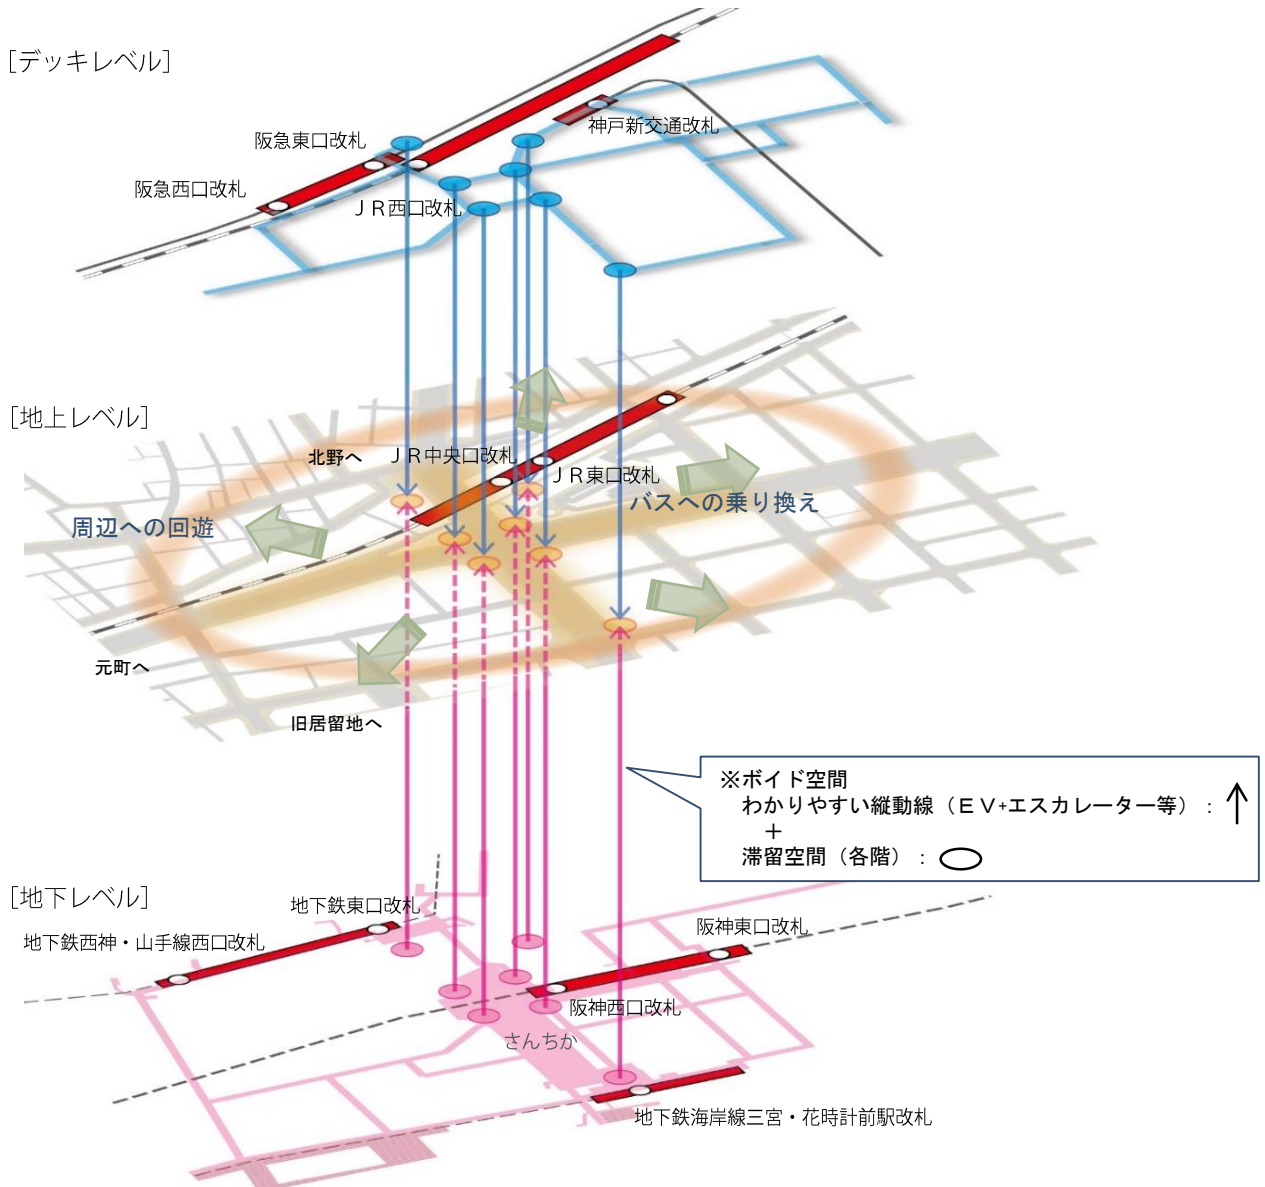 [デッキレベル]
神戸新交通改札
阪急東口改札
阪急西口改札
ＪＲ西口改札
[地上レベル]
北野へ
ＪＲ中央口改札
ＪＲ東口改札
バスへの乗り換え
周辺への回遊
元町へ
旧居留地へ
※ボイド空間
わかりやすい縦動線（ＥＶ+エスカレーター等）：
＋
滞留空間（各階）：
[地下レベル]
地下鉄東口改札
地下鉄西神・山手線西口改札
阪神東口改札
阪神西口改札
さんちか
地下鉄海岸線三宮・花時計前駅改札